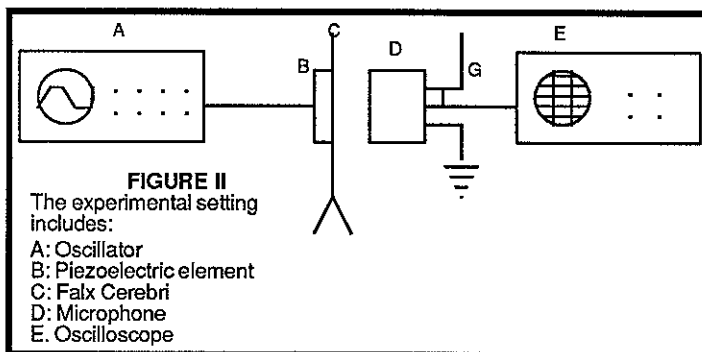 A
C
E
B
D
G
FIGURE II
The experimental setting
includes:
A: Oscillator
B: Piezoelectric element
C: Falx Cerebri
D: Microphone
E. Oscilloscope